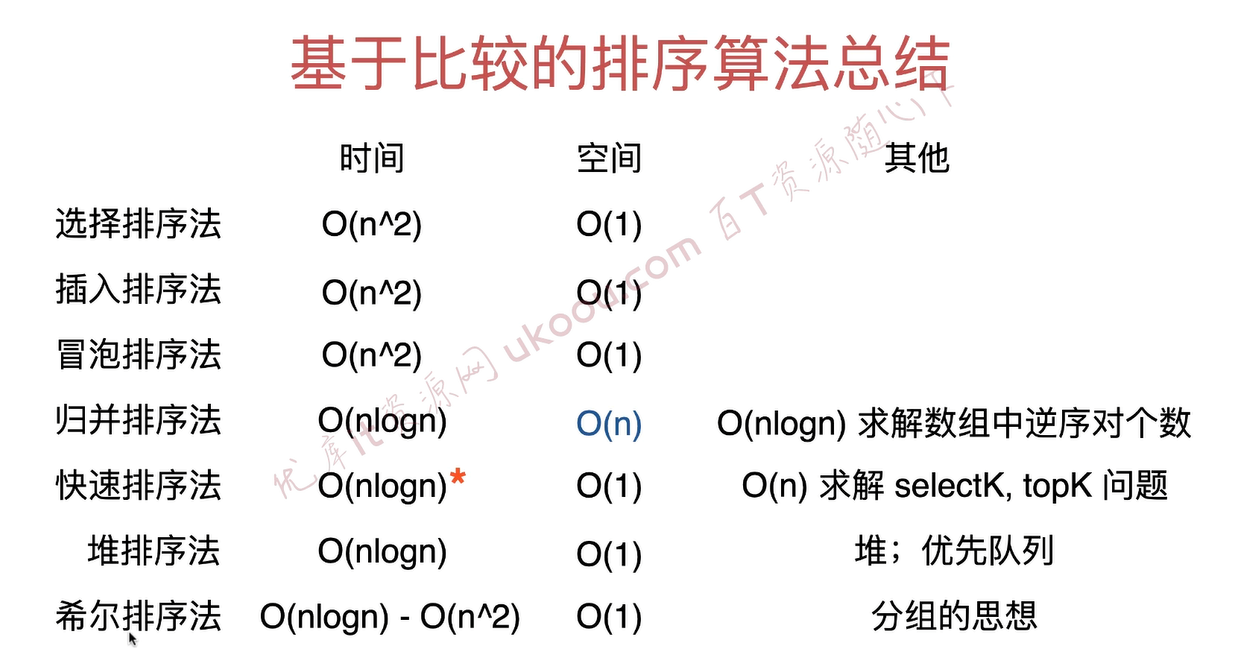 基于比较的排序算法总结
时间 空间 其他
选择排序法 O(n^2) O(1)
插入排序法 O(n^2) O(1)
冒泡排序法 O(n^2) O(1)
归并排序法 O(nlogn) O(n) O(nlogn) 求解数组中逆序对个数
快速排序法 O(nlogn)* O(1) O(n) 求解 selectK, topK 问题
堆排序法 O(nlogn) O(1) 堆；优先队列
希尔排序法 O(nlogn) - O(n^2) O(1) 分组的思想
优库it资源网 ukoou.com 百T资源随心下